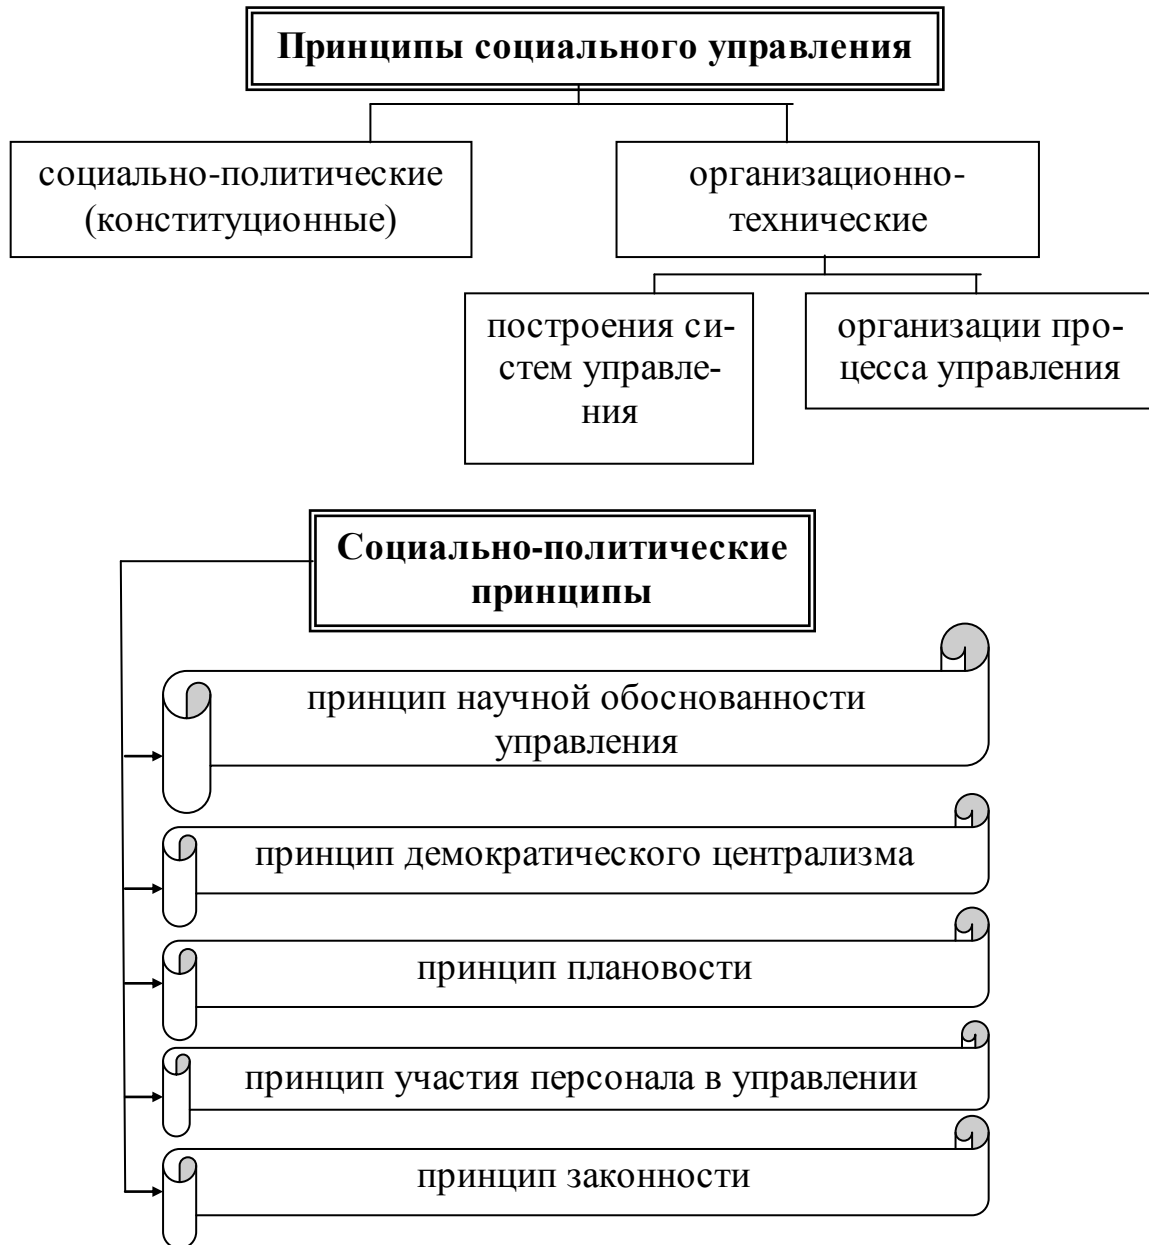 Принципы социального управления
социально-политические
(конституционные)
организационно-
технические
построения си-
стем управле-
ния
организации про-
цесса управления
Социально-политические
принципы
принцип научной обоснованности
управления
принцип демократического централизма
принцип плановости
принцип участия персонала в управлении
принцип законности